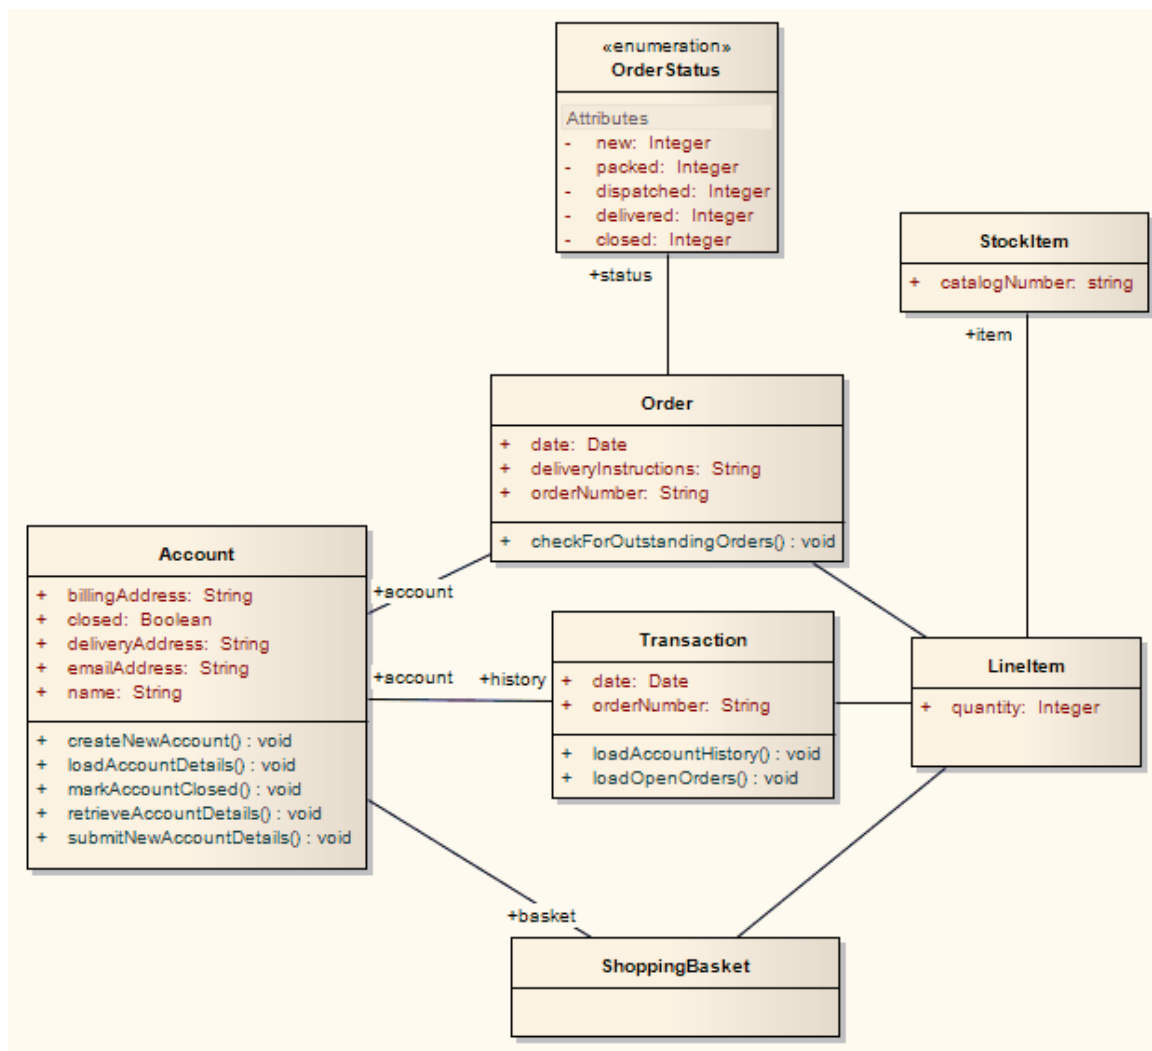 «enumeration»
OrderStatus
Attributes
- new: Integer
- packed: Integer
- dispatched: Integer
- delivered: Integer
- closed: Integer
+status
StockItem
+ catalogNumber: string
+item
Order
+ date: Date
+ deliveryInstructions: String
+ orderNumber: String
+ checkForOutstandingOrders() : void
Account
+ billingAddress: String
+ closed: Boolean
+ deliveryAddress: String
+ emailAddress: String
+ name: String
+ createNewAccount() : void
+ loadAccountDetails() : void
+ markAccountClosed() : void
+ retrieveAccountDetails() : void
+ submitNewAccountDetails() : void
+account
+account
+history
Transaction
+ date: Date
+ orderNumber: String
+ loadAccountHistory() : void
+ loadOpenOrders() : void
LineItem
+ quantity: Integer
+basket
ShoppingBasket